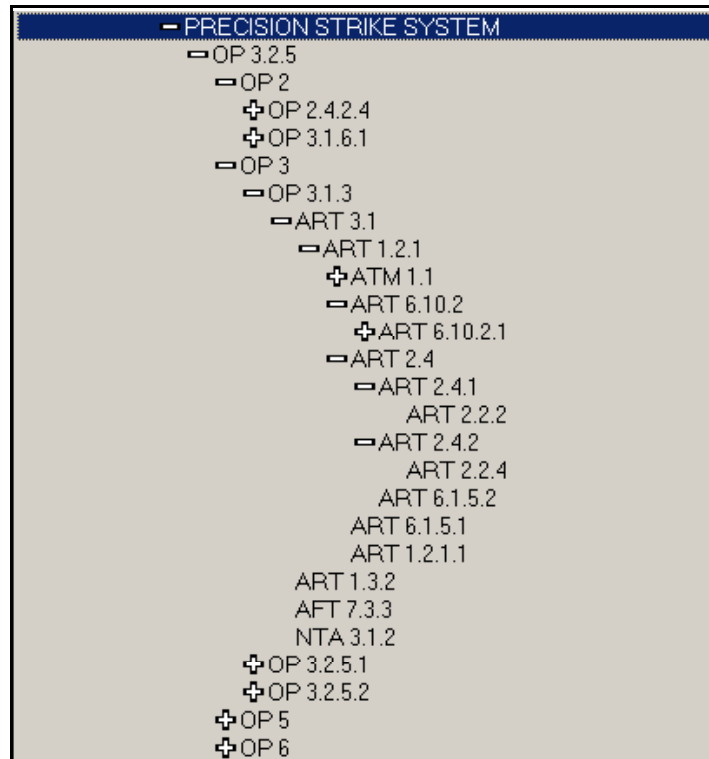 PRECISION STRIKE SYSTEM
OP 3.2.5
OP 2
OP 2.4.2.4
OP 3.1.6.1
OP 3
OP 3.1.3
ART 3.1
ART 1.2.1
ATM 1.1
ART 6.10.2
ART 6.10.2.1
ART 2.4
ART 2.4.1
ART 2.2.2
ART 2.4.2
ART 2.2.4
ART 6.1.5.2
ART 6.1.5.1
ART 1.2.1.1
ART 1.3.2
AFT 7.3.3
NTA 3.1.2
OP 3.2.5.1
OP 3.2.5.2
OP 5
OP 6